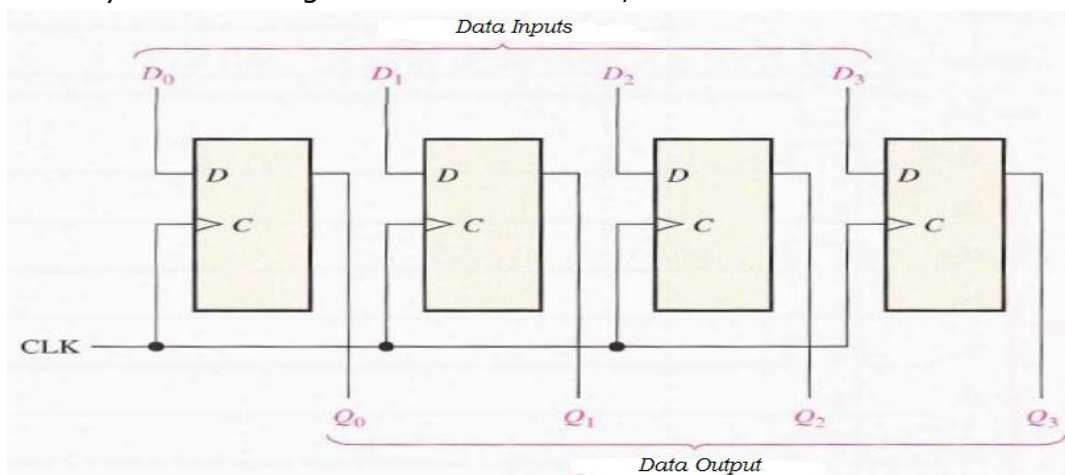 Data Inputs
D₀ D₁ D₂ D₃
D D D D
C C C C
CLK
Q₀ Q₁ Q₂ Q₃
Data Output